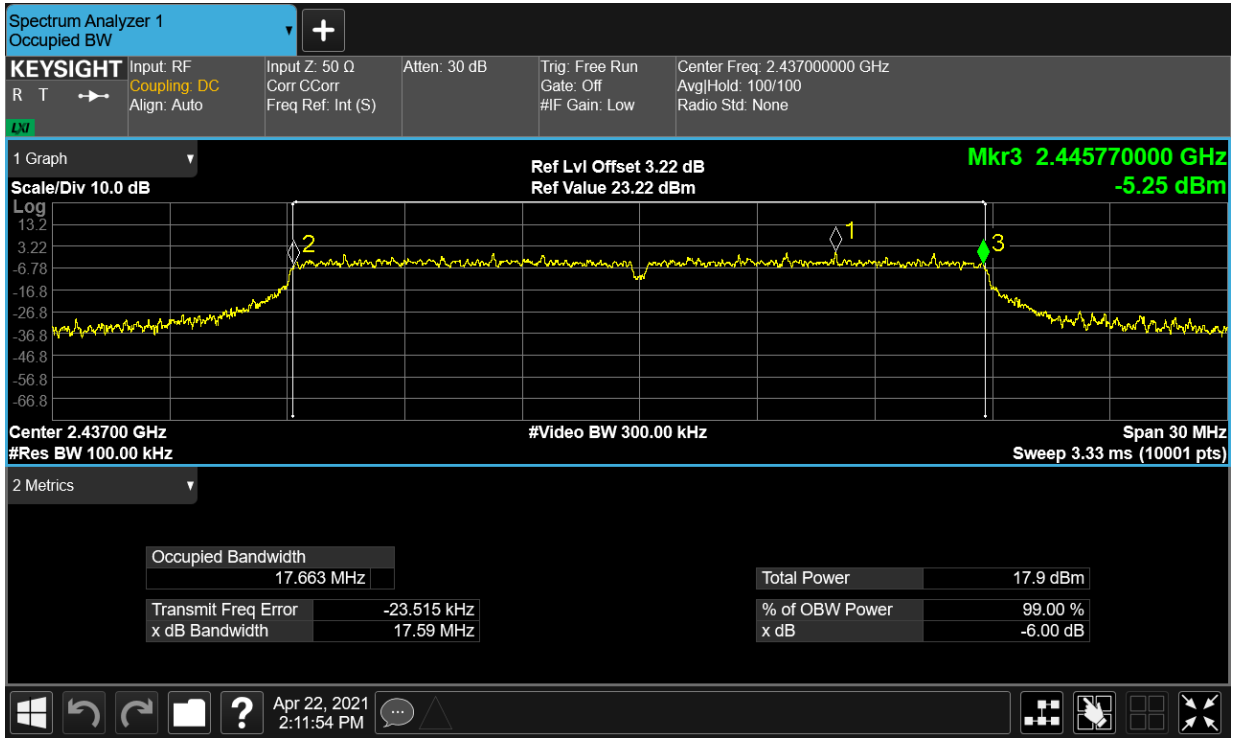 Spectrum Analyzer 1
Occupied BW
KEYSIGHT
R T
LXI
Input: RF
Coupling: DC
Align: Auto
Input Z: 50 Ω
Corr CCorr
Freq Ref: Int (S)
Atten: 30 dB
Trig: Free Run
Gate: Off
#IF Gain: Low
Center Freq: 2.437000000 GHz
Avg|Hold: 100/100
Radio Std: None
1 Graph
Scale/Div 10.0 dB
Ref Lvl Offset 3.22 dB
Ref Value 23.22 dBm
Mkr3 2.445770000 GHz
-5.25 dBm
Log
13.2
3.22
-6.78
-16.8
-26.8
-36.8
-46.8
-56.8
-66.8
2
1
3
Center 2.43700 GHz
#Video BW 300.00 kHz
Span 30 MHz
#Res BW 100.00 kHz
Sweep 3.33 ms (10001 pts)
2 Metrics
Occupied Bandwidth
17.663 MHz
Total Power 17.9 dBm
Transmit Freq Error -23.515 kHz
% of OBW Power 99.00 %
x dB Bandwidth 17.59 MHz
x dB -6.00 dB
?
Apr 22, 2021
2:11:54 PM